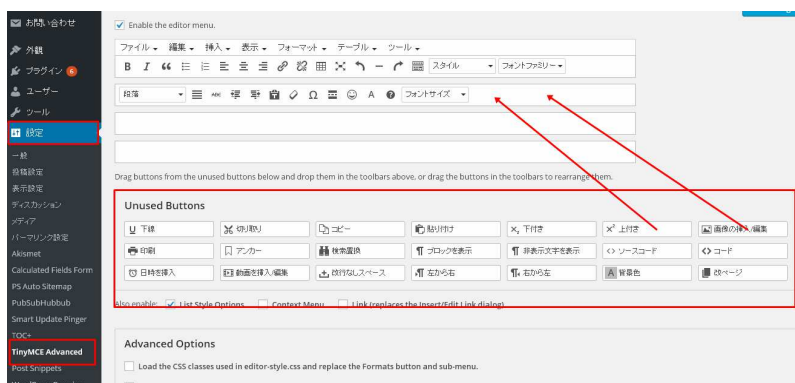 お問い合わせ
外観
プラグイン 6
ユーザー
ツール
設定
一般
投稿設定
表示設定
ディスカッション
メディア
パーマリンク設定
Akismet
Calculated Fields Form
PS Auto Sitemap
PubSubHubbub
Smart Update Pinger
TOC+
TinyMCE Advanced
Post Snippets
Enable the editor menu.
ファイル 編集 挿入 表示 フォーマット テーブル ツール
B I スタイル フォントファミリー
段落 ABC Ω A フォントサイズ
Drag buttons from the unused buttons below and drop them in the toolbars above, or drag the buttons in the toolbars to rearrange them.
Unused Buttons
U 下線 切り取り コピー 貼り付け 下付き 上付き 画像の挿入/編集
印刷 アンカー 検索置換 ブロックを表示 非表示文字を表示 ソースコード コード
日時を挿入 動画を挿入/編集 改行なしスペース 左から右 右から左 A 背景色 改ページ
Also enable: List Style Options Context Menu Link (replaces the Insert/Edit Link dialog)
Advanced Options
Load the CSS classes used in editor-style.css and replace the Formats button and sub-menu.